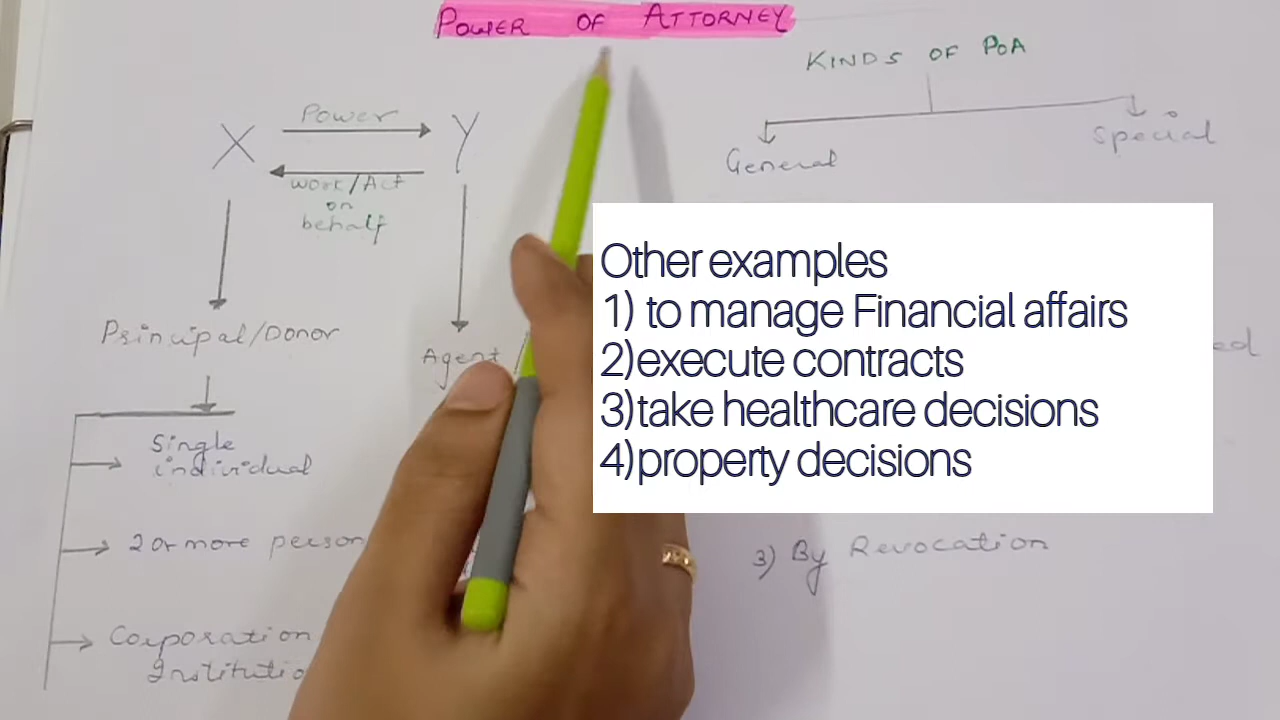 POWER OF ATTORNEY
KINDS OF POA
General
Special
X
Power
Y
Work/Act
on
behalf
Principal/Donor
Agent
Single
individual
2 or more person
Corporation
Other examples
1) to manage Financial affairs
2)execute contracts
3)take healthcare decisions
4)property decisions
3) By Revocation